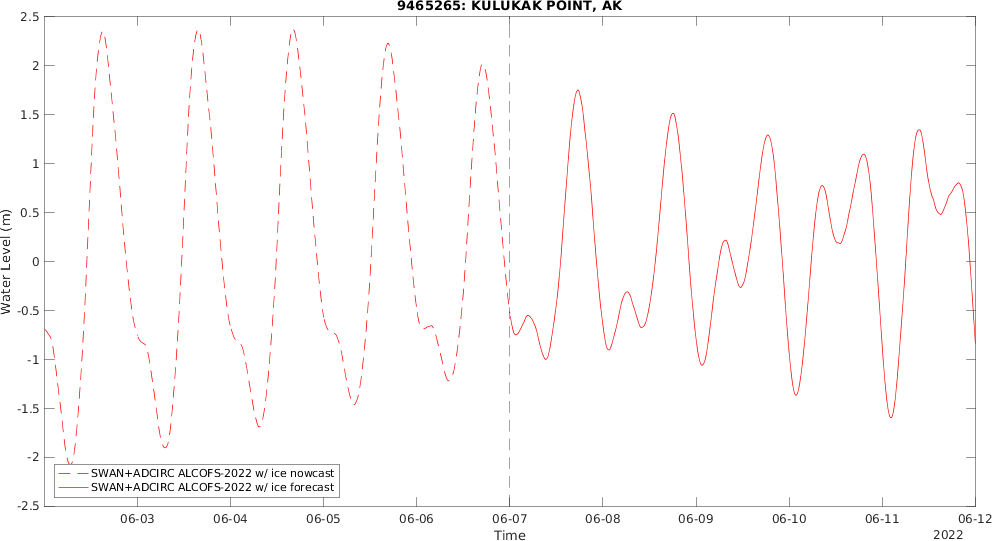 9465265: KULUKAK POINT, AK
2.5
2
1.5
1
0.5
0
-0.5
-1
-1.5
-2
-2.5
Water Level (m)
SWAN+ADCIRC ALCOFS-2022 w/ ice nowcast
SWAN+ADCIRC ALCOFS-2022 w/ ice forecast
06-03 06-04 06-05 06-06 06-07 06-08 06-09 06-10 06-11 06-12
Time
2022